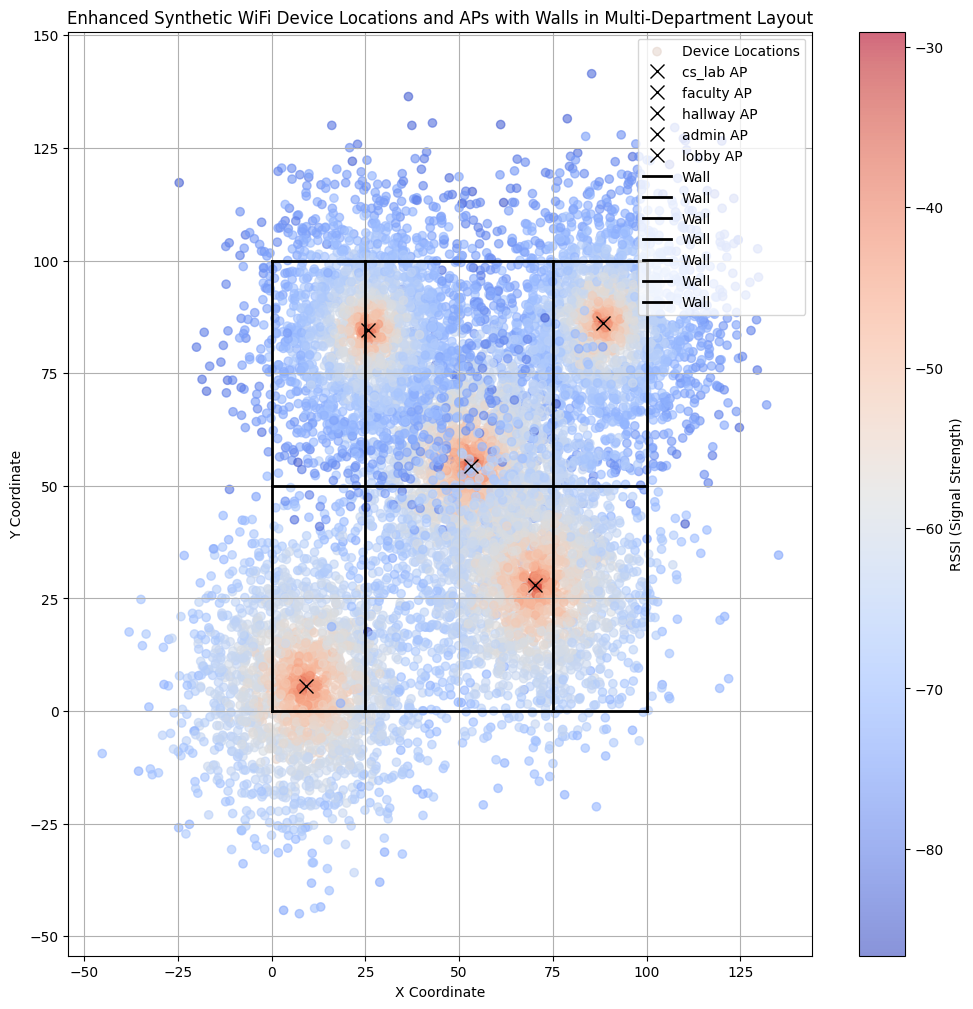 Enhanced Synthetic WiFi Device Locations and APs with Walls in Multi-Department Layout
150
125
100
75
50
25
0
−25
−50
Y Coordinate
−50
−25
0
25
50
75
100
125
X Coordinate
Device Locations
cs_lab AP
faculty AP
hallway AP
admin AP
lobby AP
Wall
Wall
Wall
Wall
Wall
Wall
Wall
−30
−40
−50
−60
−70
−80
RSSI (Signal Strength)